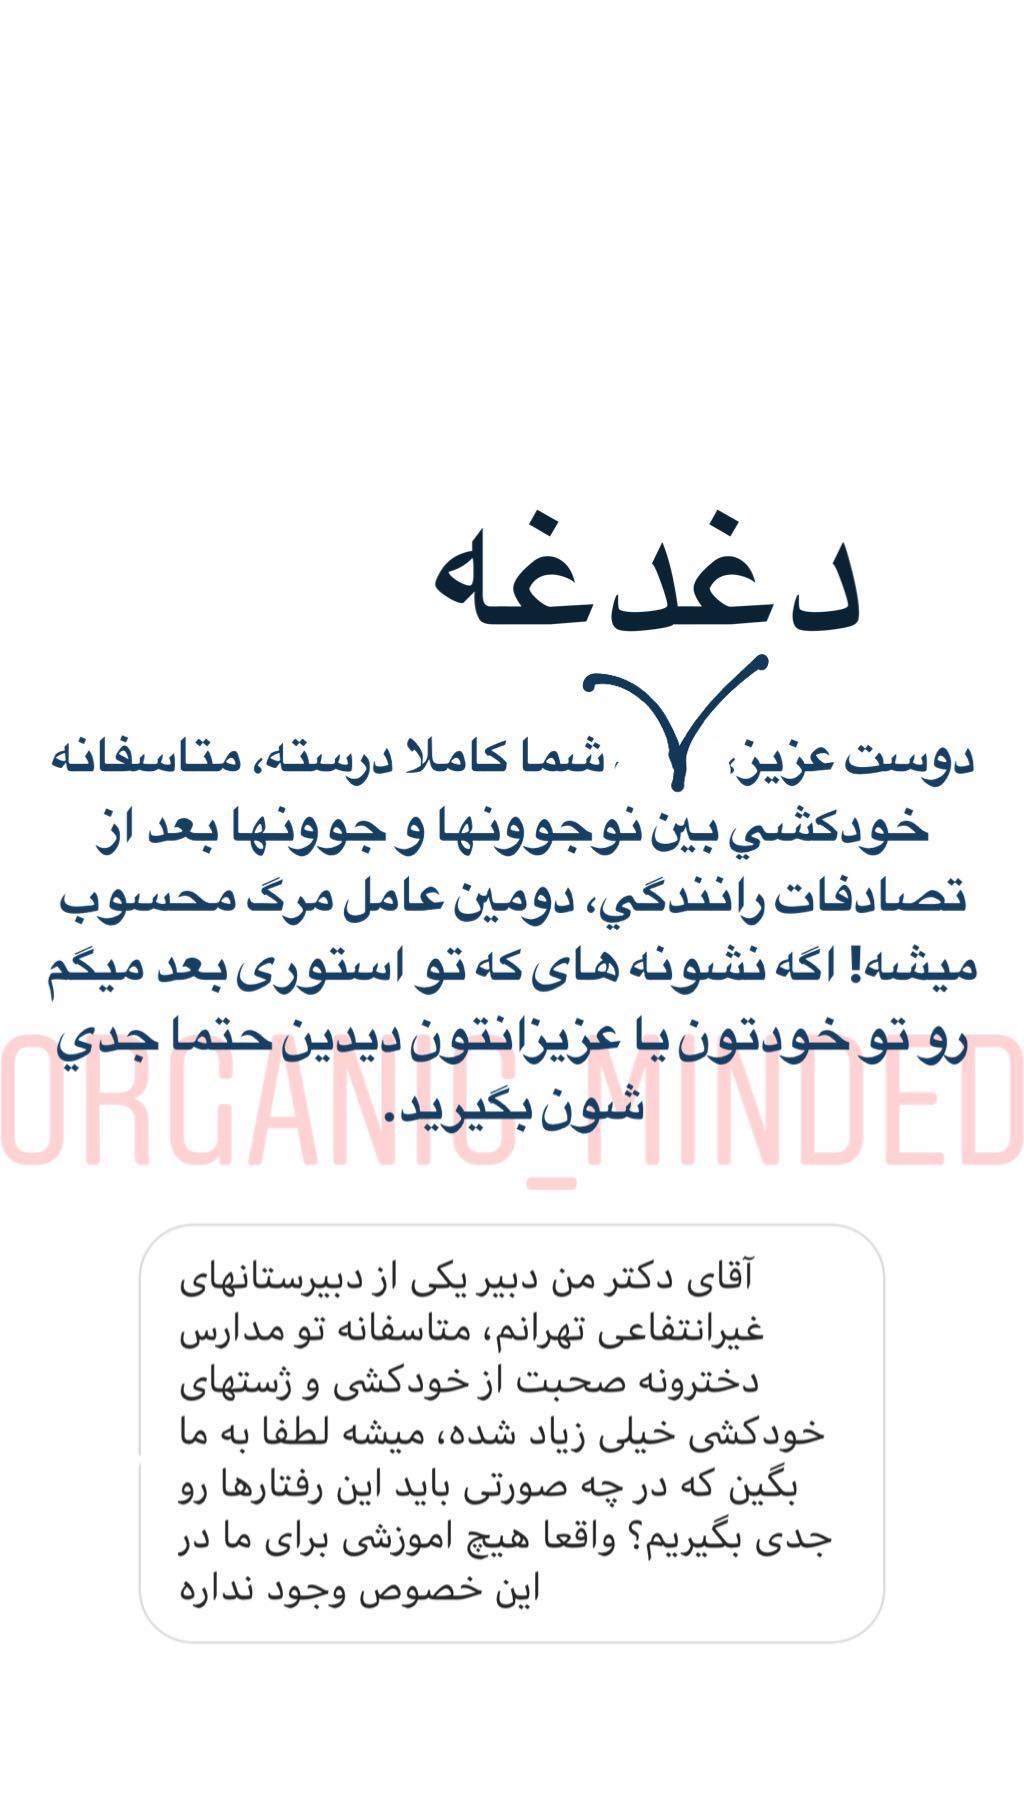 دغدغه
دوست عزیز، شما کاملا درسته، متاسفانه
خودکشي بین نوجوونها و جوونها بعد از
تصادفات رانندگي، دومین عامل مرگ محسوب
میشه! اگه نشونه های که تو استوری بعد میگم
رو تو خودتون یا عزیزانتون دیدین حتما جدي
شون بگیرید.
ORGANIC_MINDED
آقای دکتر من دبیر یکی از دبیرستانهای
غیرانتفاعی تهرانم، متاسفانه تو مدارس
دخترونه صحبت از خودکشی و ژستهای
خودکشی خیلی زیاد شده، میشه لطفا به ما
بگین که در چه صورتی باید این رفتارها رو
جدی بگیریم؟ واقعا هیچ اموزشی برای ما در
این خصوص وجود نداره